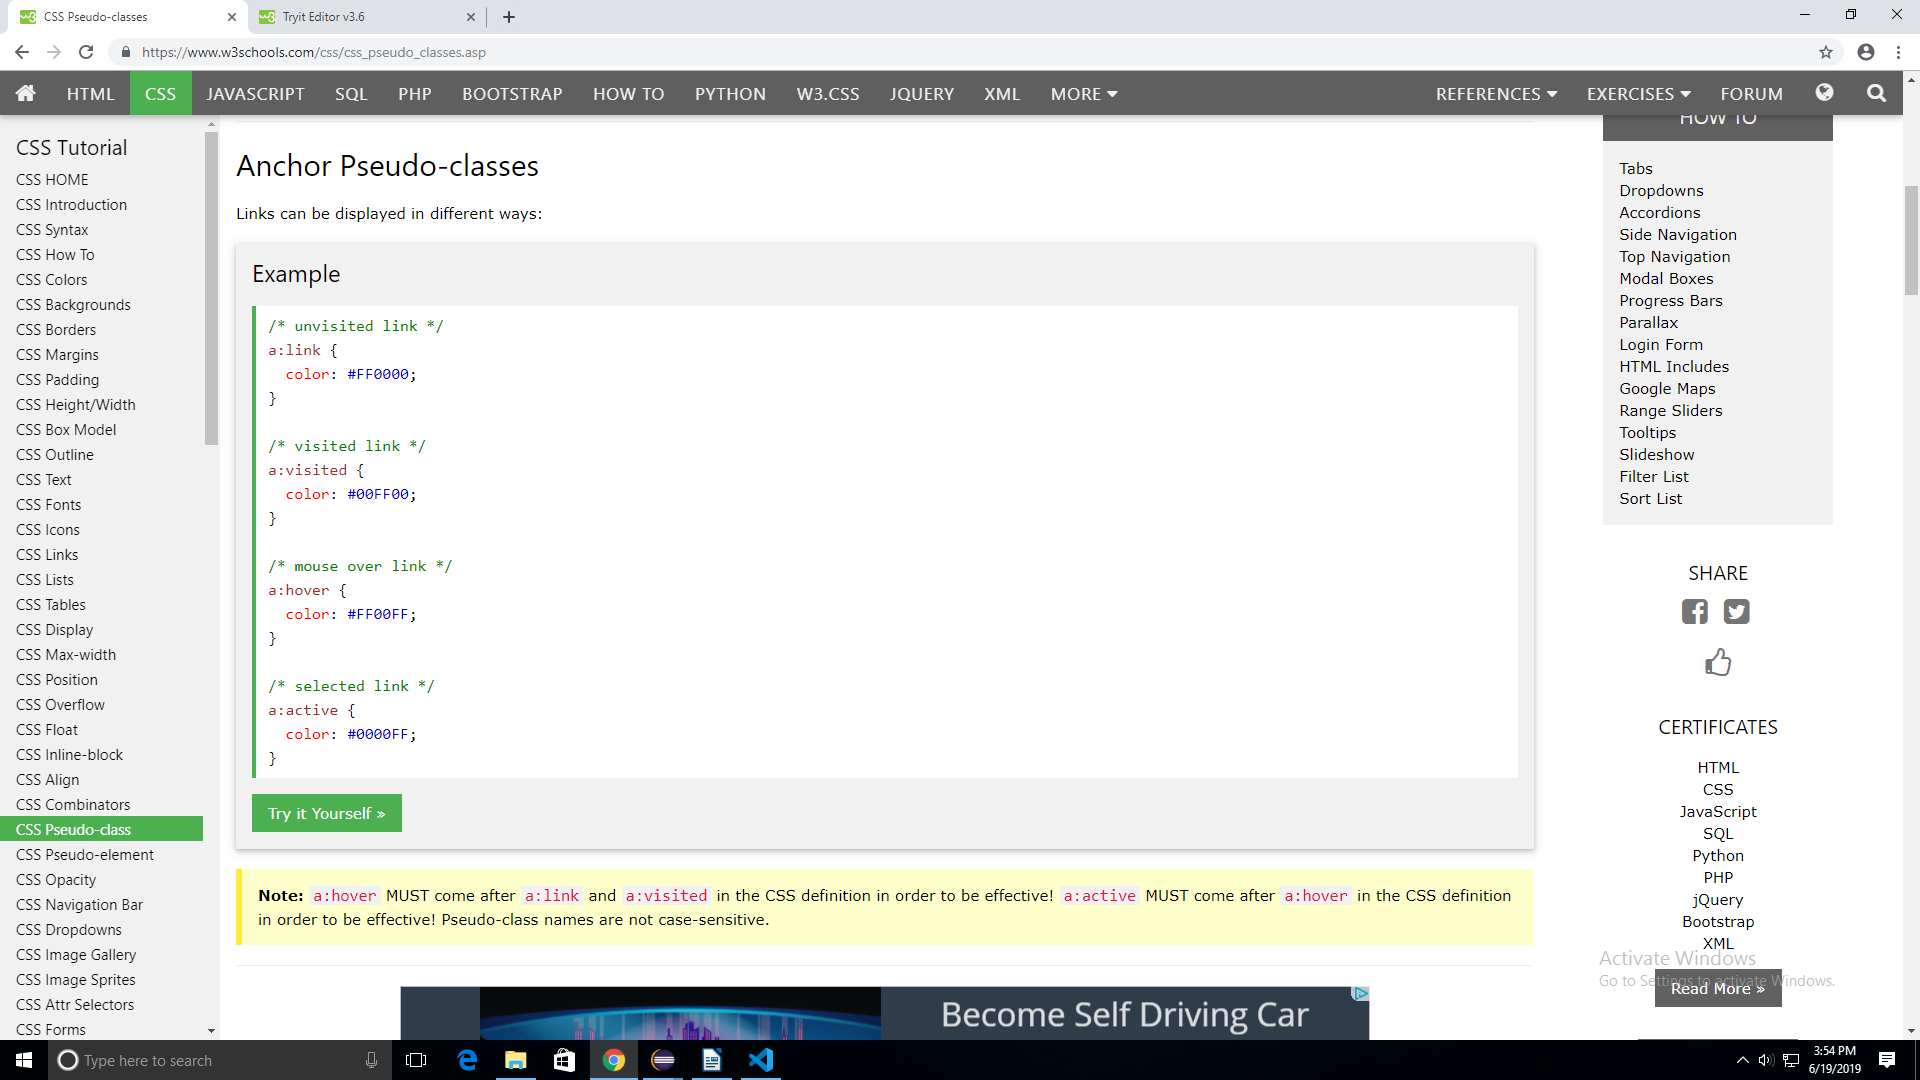 CSS Pseudo-classes
Tryit Editor v3.6
https://www.w3schools.com/css/css_pseudo_classes.asp
HTML CSS JAVASCRIPT SQL PHP BOOTSTRAP HOW TO PYTHON W3.CSS JQUERY XML MORE REFERENCES EXERCISES FORUM
CSS Tutorial
CSS HOME
CSS Introduction
CSS Syntax
CSS How To
CSS Colors
CSS Backgrounds
CSS Borders
CSS Margins
CSS Padding
CSS Height/Width
CSS Box Model
CSS Outline
CSS Text
CSS Fonts
CSS Icons
CSS Links
CSS Lists
CSS Tables
CSS Display
CSS Max-width
CSS Position
CSS Overflow
CSS Float
CSS Inline-block
CSS Align
CSS Combinators
CSS Pseudo-class
CSS Pseudo-element
CSS Opacity
CSS Navigation Bar
CSS Dropdowns
CSS Image Gallery
CSS Image Sprites
CSS Attr Selectors
CSS Forms
Anchor Pseudo-classes
Links can be displayed in different ways:
Example
/* unvisited link */
a:link {
color: #FF0000;
}
/* visited link */
a:visited {
color: #00FF00;
}
/* mouse over link */
a:hover {
color: #FF00FF;
}
/* selected link */
a:active {
color: #0000FF;
}
Try it Yourself »
Note: a:hover MUST come after a:link and a:visited in the CSS definition in order to be effective! a:active MUST come after a:hover in the CSS definition
in order to be effective! Pseudo-class names are not case-sensitive.
Become Self Driving Car
HOW TO
Tabs
Dropdowns
Accordions
Side Navigation
Top Navigation
Modal Boxes
Progress Bars
Parallax
Login Form
HTML Includes
Google Maps
Range Sliders
Tooltips
Slideshow
Filter List
Sort List
SHARE
CERTIFICATES
HTML
CSS
JavaScript
SQL
Python
PHP
jQuery
Bootstrap
XML
Activate Windows
Go to Settings to activate Windows.
Read More »
Type here to search
3:54 PM
6/19/2019